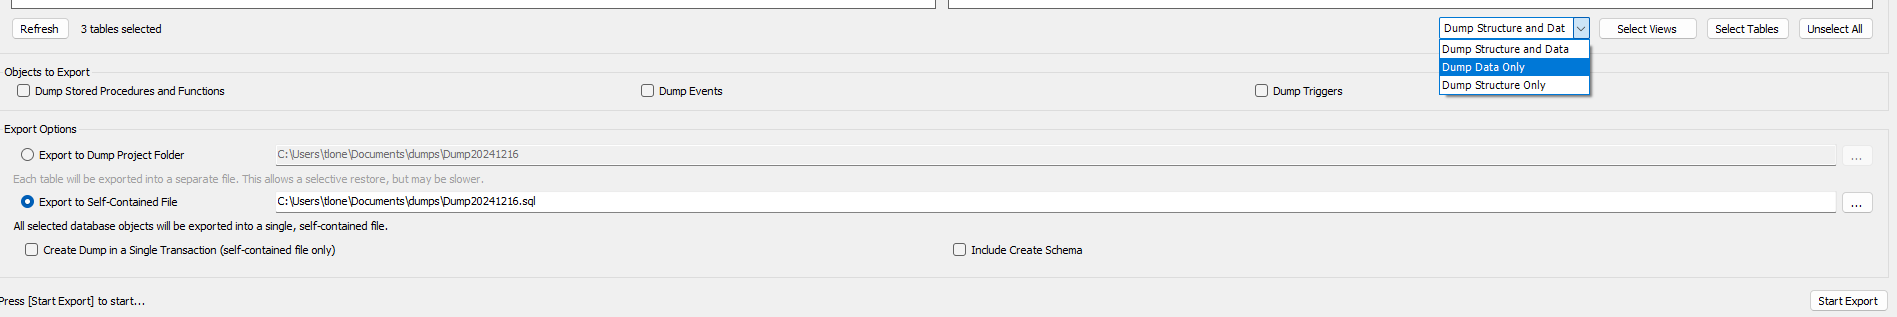 Refresh 3 tables selected Dump Structure and Dat Select Views Select Tables Unselect All
Dump Structure and Data
Dump Data Only
Dump Structure Only
Objects to Export
Dump Stored Procedures and Functions Dump Events Dump Triggers
Export Options
Export to Dump Project Folder C:\Users\tlone\Documents\dumps\Dump20241216 ...
Each table will be exported into a separate file. This allows a selective restore, but may be slower.
Export to Self-Contained File C:\Users\tlone\Documents\dumps\Dump20241216.sql ...
All selected database objects will be exported into a single, self-contained file.
Create Dump in a Single Transaction (self-contained file only) Include Create Schema
Press [Start Export] to start... Start Export